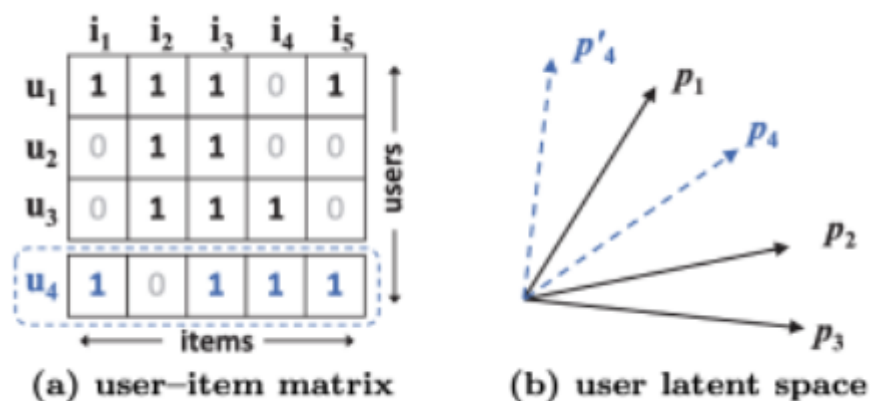 i₁ i₂ i₃ i₄ i₅
u₁ 1 1 1 0 1
u₂ 0 1 1 0 0
u₃ 0 1 1 1 0
u₄ 1 0 1 1 1
users
items
(a) user–item matrix
p'₄
p₁
p₄
p₂
p₃
(b) user latent space